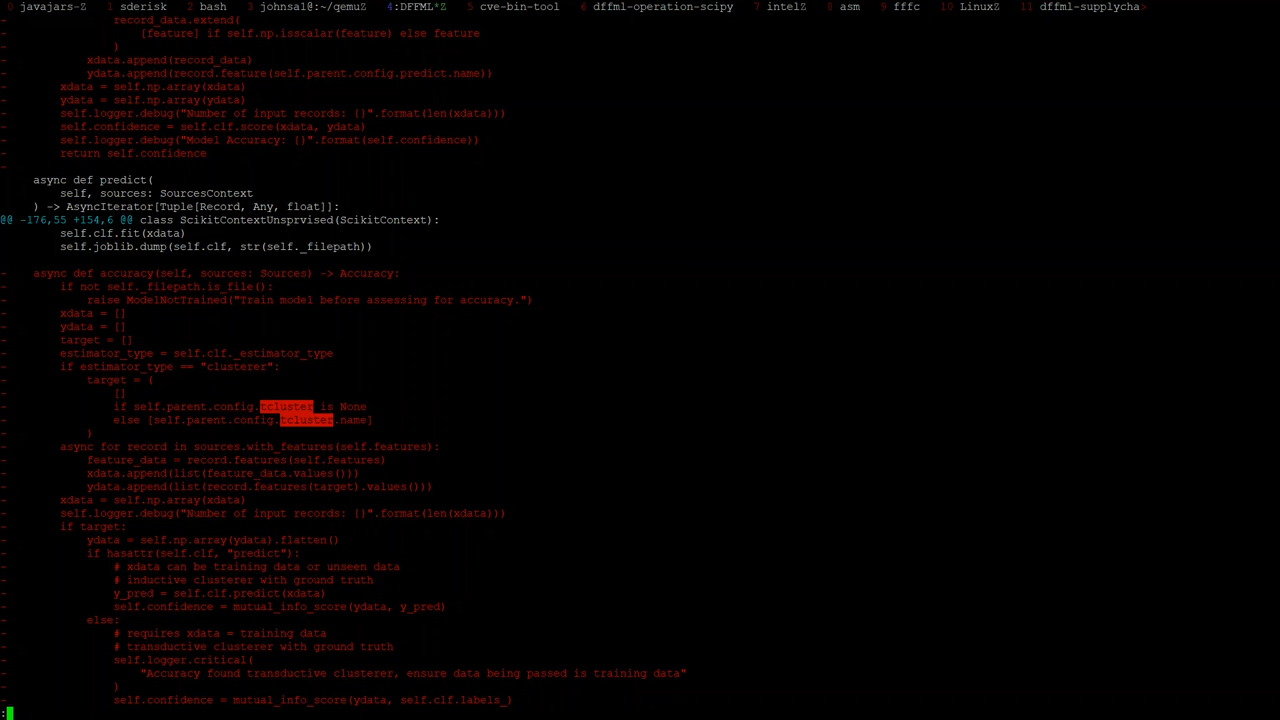 0 javajars-Z  1 sderisk  2 bash  3 johnsa1@:~/qemuZ  4:DFFML*Z  5 cve-bin-tool  6 dffml-operation-scipy  7 intelZ  8 asm  9 fffc  10 LinuxZ  11 dffml-supplycha>
-                record_data.extend(
-                    [feature] if self.np.isscalar(feature) else feature
-                )
-            xdata.append(record_data)
-            ydata.append(record.feature(self.parent.config.predict.name))
-        xdata = self.np.array(xdata)
-        ydata = self.np.array(ydata)
-        self.logger.debug("Number of input records: {}".format(len(xdata)))
-        self.confidence = self.clf.score(xdata, ydata)
-        self.logger.debug("Model Accuracy: {}".format(self.confidence))
-        return self.confidence
-
     async def predict(
         self, sources: SourcesContext
     ) -> AsyncIterator[Tuple[Record, Any, float]]:
@@ -176,55 +154,6 @@ class ScikitContextUnsprvised(ScikitContext):
         self.clf.fit(xdata)
         self.joblib.dump(self.clf, str(self._filepath))

-    async def accuracy(self, sources: Sources) -> Accuracy:
-        if not self._filepath.is_file():
-            raise ModelNotTrained("Train model before assessing for accuracy.")
-        xdata = []
-        ydata = []
-        target = []
-        estimator_type = self.clf._estimator_type
-        if estimator_type == "clusterer":
-            target = (
-                []
-                if self.parent.config.tcluster is None
-                else [self.parent.config.tcluster.name]
-            )
-        async for record in sources.with_features(self.features):
-            feature_data = record.features(self.features)
-            xdata.append(list(feature_data.values()))
-            ydata.append(list(record.features(target).values()))
-        xdata = self.np.array(xdata)
-        self.logger.debug("Number of input records: {}".format(len(xdata)))
-        if target:
-            ydata = self.np.array(ydata).flatten()
-            if hasattr(self.clf, "predict"):
-                # xdata can be training data or unseen data
-                # inductive clusterer with ground truth
-                y_pred = self.clf.predict(xdata)
-                self.confidence = mutual_info_score(ydata, y_pred)
-            else:
-                # requires xdata = training data
-                # transductive clusterer with ground truth
-                self.logger.critical(
-                    "Accuracy found transductive clusterer, ensure data being passed is training data"
-                )
-                self.confidence = mutual_info_score(ydata, self.clf.labels_)
: